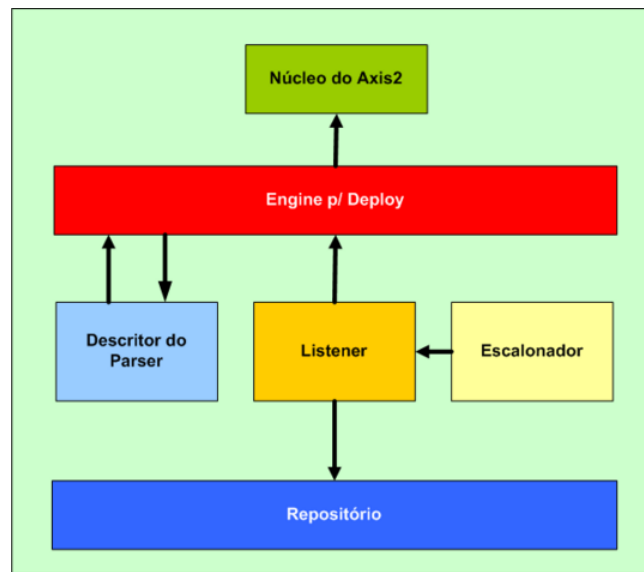 Núcleo do Axis2
Engine p/ Deploy
Descritor do
Parser
Listener
Escalonador
Repositório